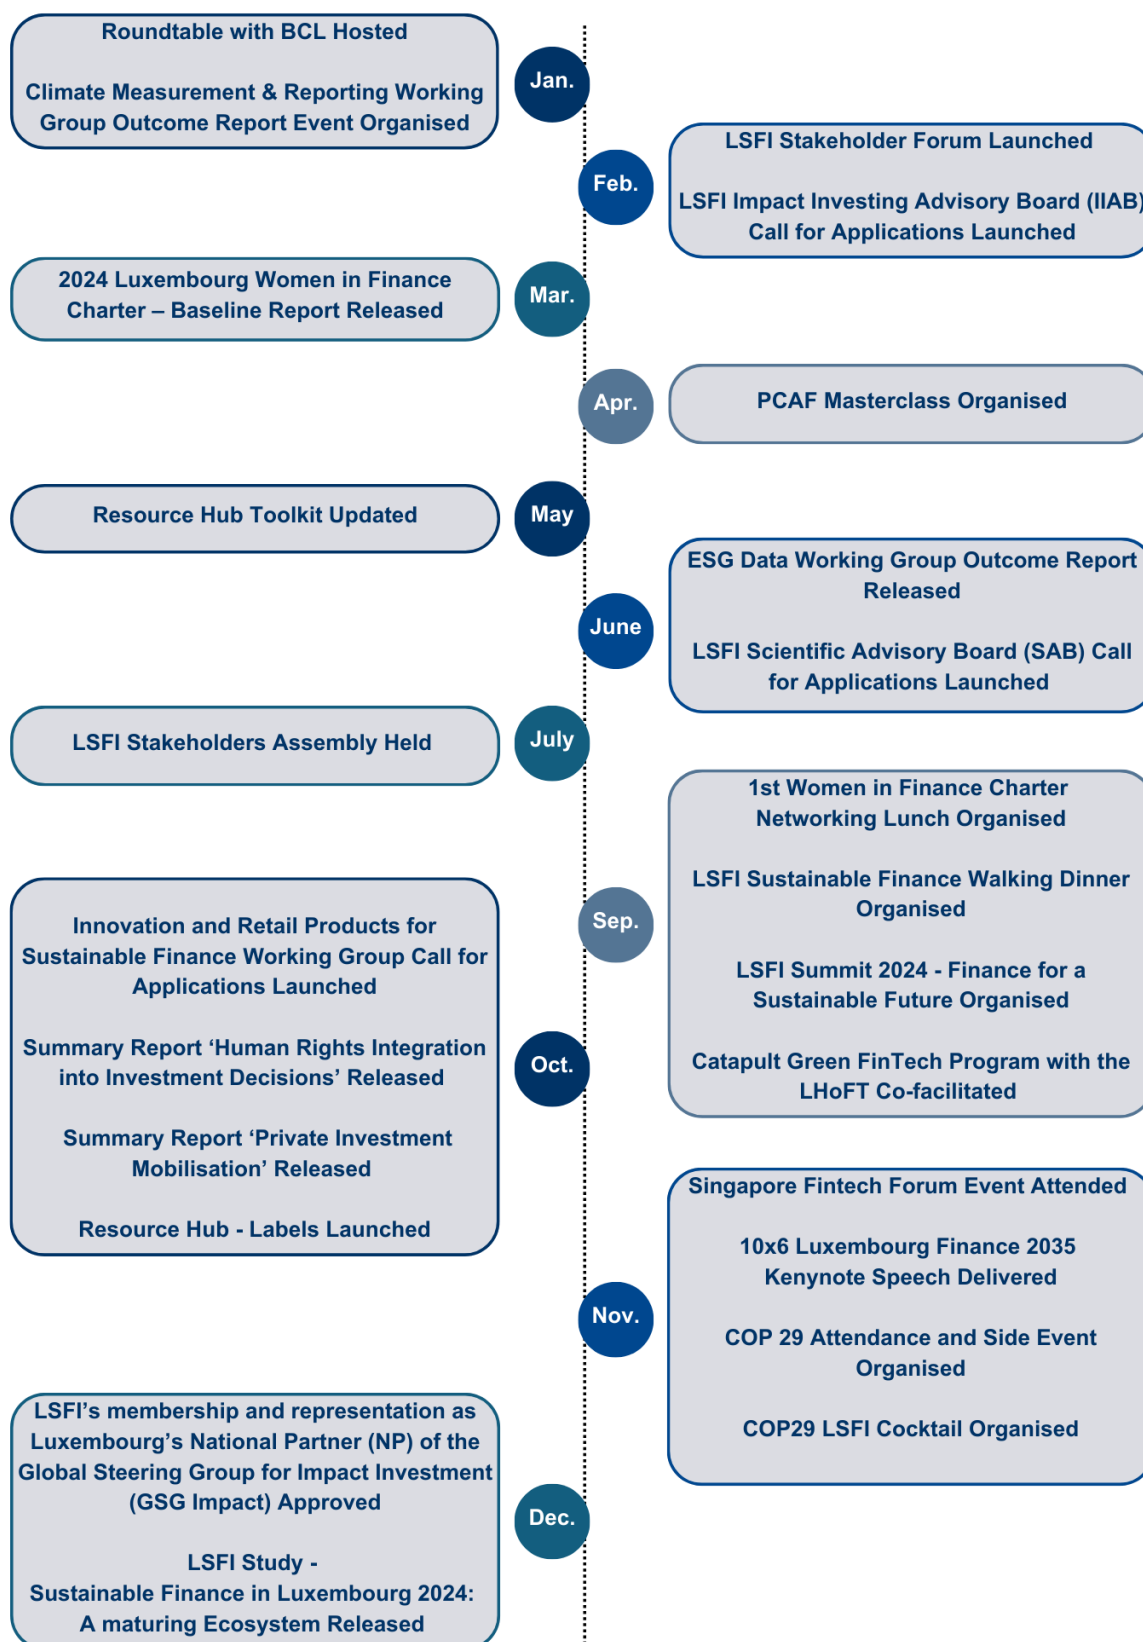 Roundtable with BCL Hosted
Climate Measurement & Reporting Working
Group Outcome Report Event Organised
Jan.
LSFI Stakeholder Forum Launched
LSFI Impact Investing Advisory Board (IIAB)
Call for Applications Launched
Feb.
2024 Luxembourg Women in Finance
Charter – Baseline Report Released
Mar.
PCAF Masterclass Organised
Apr.
Resource Hub Toolkit Updated
May
ESG Data Working Group Outcome Report
Released
LSFI Scientific Advisory Board (SAB) Call
for Applications Launched
June
LSFI Stakeholders Assembly Held
July
1st Women in Finance Charter
Networking Lunch Organised
LSFI Sustainable Finance Walking Dinner
Organised
LSFI Summit 2024 - Finance for a
Sustainable Future Organised
Catapult Green FinTech Program with the
LHoFT Co-facilitated
Sep.
Innovation and Retail Products for
Sustainable Finance Working Group Call for
Applications Launched
Summary Report ‘Human Rights Integration
into Investment Decisions’ Released
Summary Report ‘Private Investment
Mobilisation’ Released
Resource Hub - Labels Launched
Oct.
Singapore Fintech Forum Event Attended
10x6 Luxembourg Finance 2035
Kenynote Speech Delivered
COP 29 Attendance and Side Event
Organised
COP29 LSFI Cocktail Organised
Nov.
LSFI’s membership and representation as
Luxembourg’s National Partner (NP) of the
Global Steering Group for Impact Investment
(GSG Impact) Approved
LSFI Study -
Sustainable Finance in Luxembourg 2024:
A maturing Ecosystem Released
Dec.